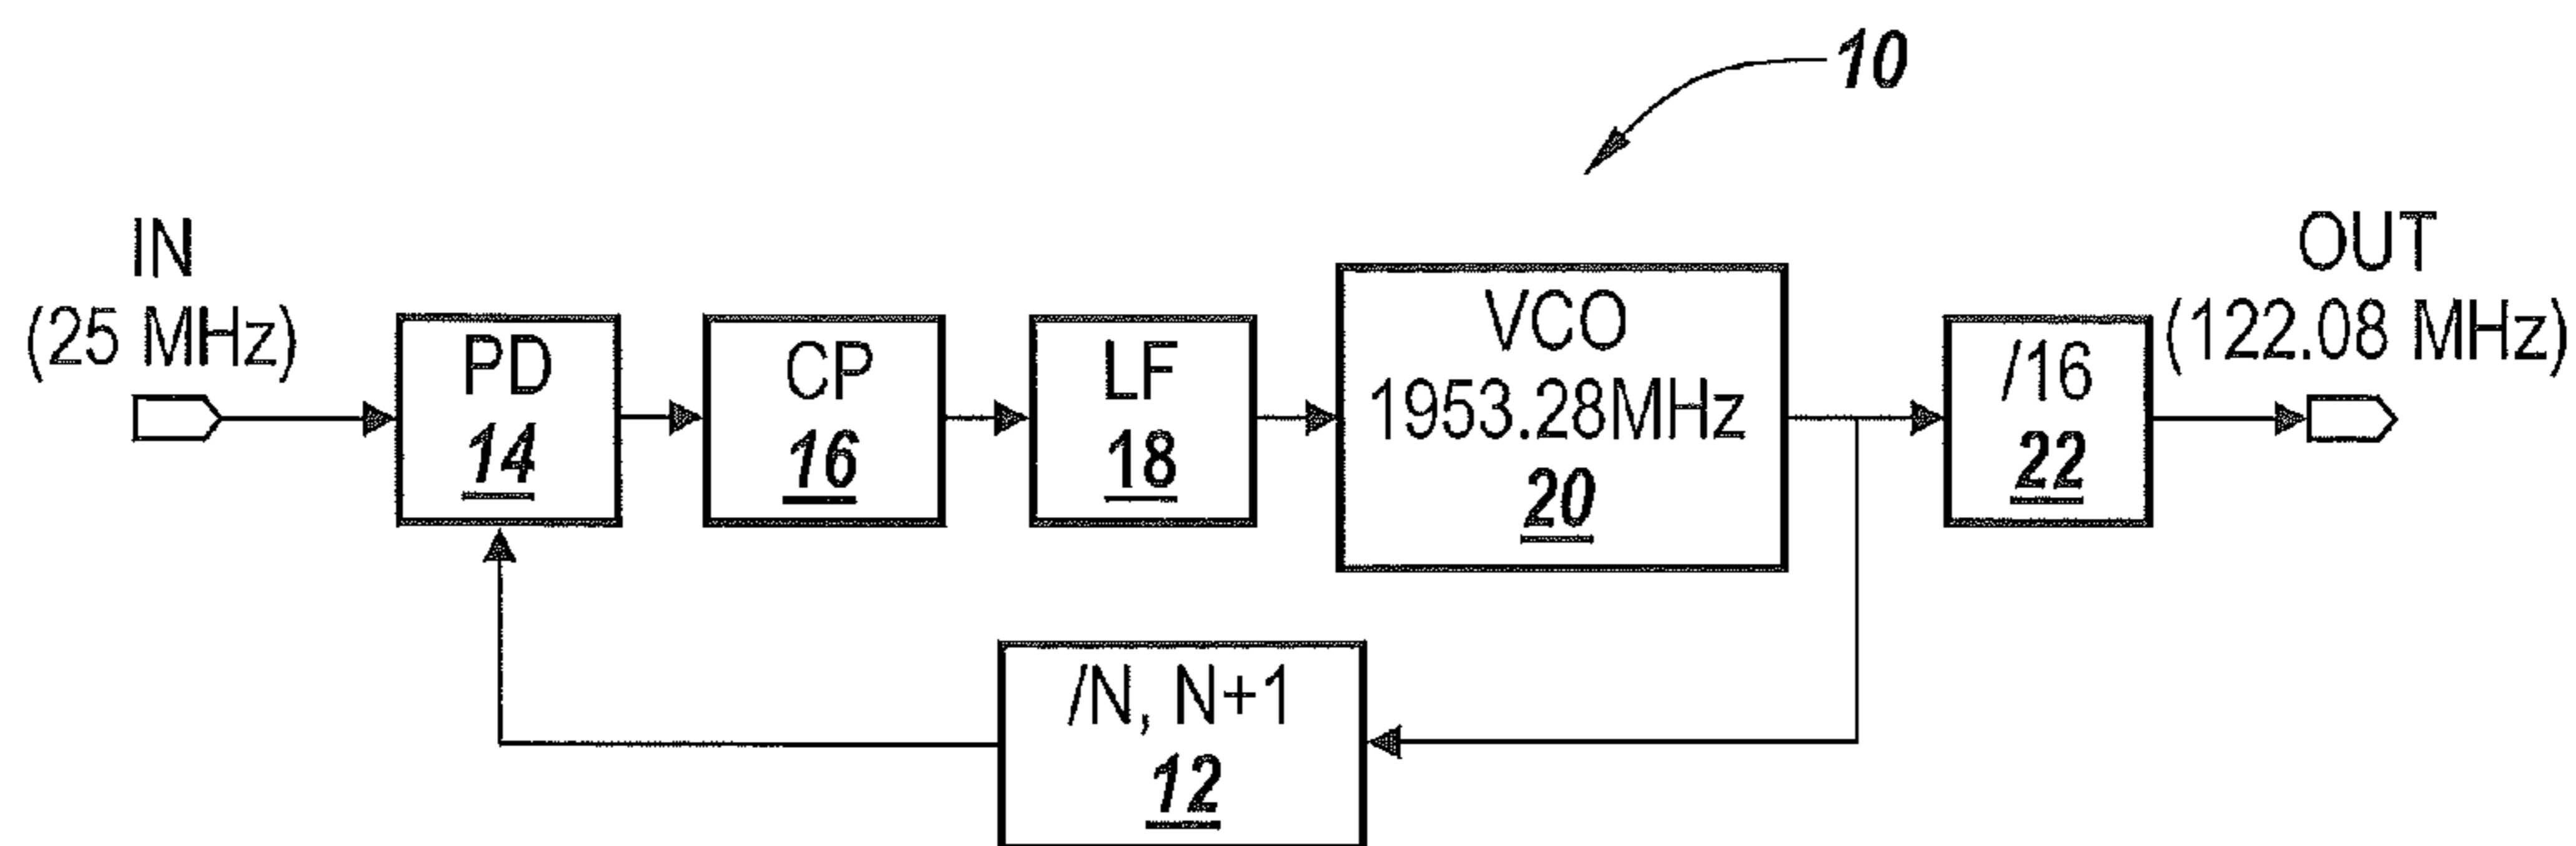 10
IN
(25 MHz)
PD
14
CP
16
LF
18
VCO
1953.28MHz
20
/16
22
OUT
(122.08 MHz)
/N, N+1
12